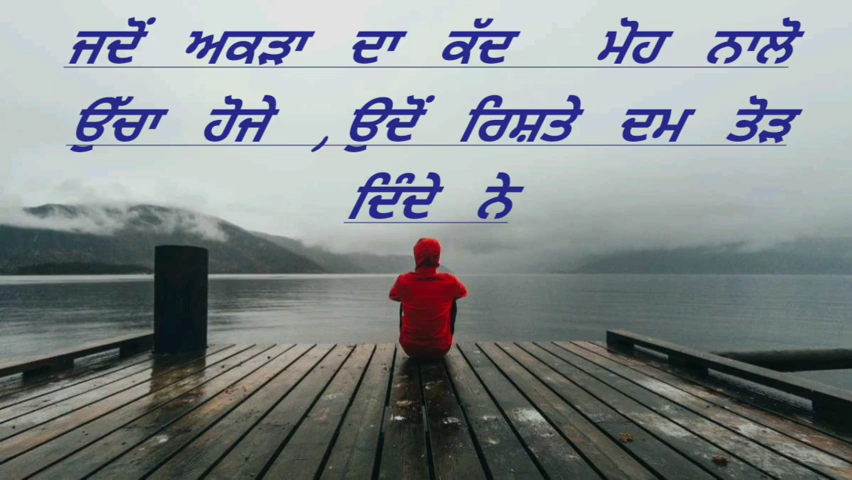 ਜਦੋਂ ਅਕੜਾ ਦਾ ਕੱਦ ਮੋਹ ਨਾਲੋ
ਉੱਚਾ ਹੋਜੇ , ਉਦੋਂ ਰਿਸ਼ਤੇ ਦਮ ਤੋੜ
ਦਿੰਦੇ ਨੇ